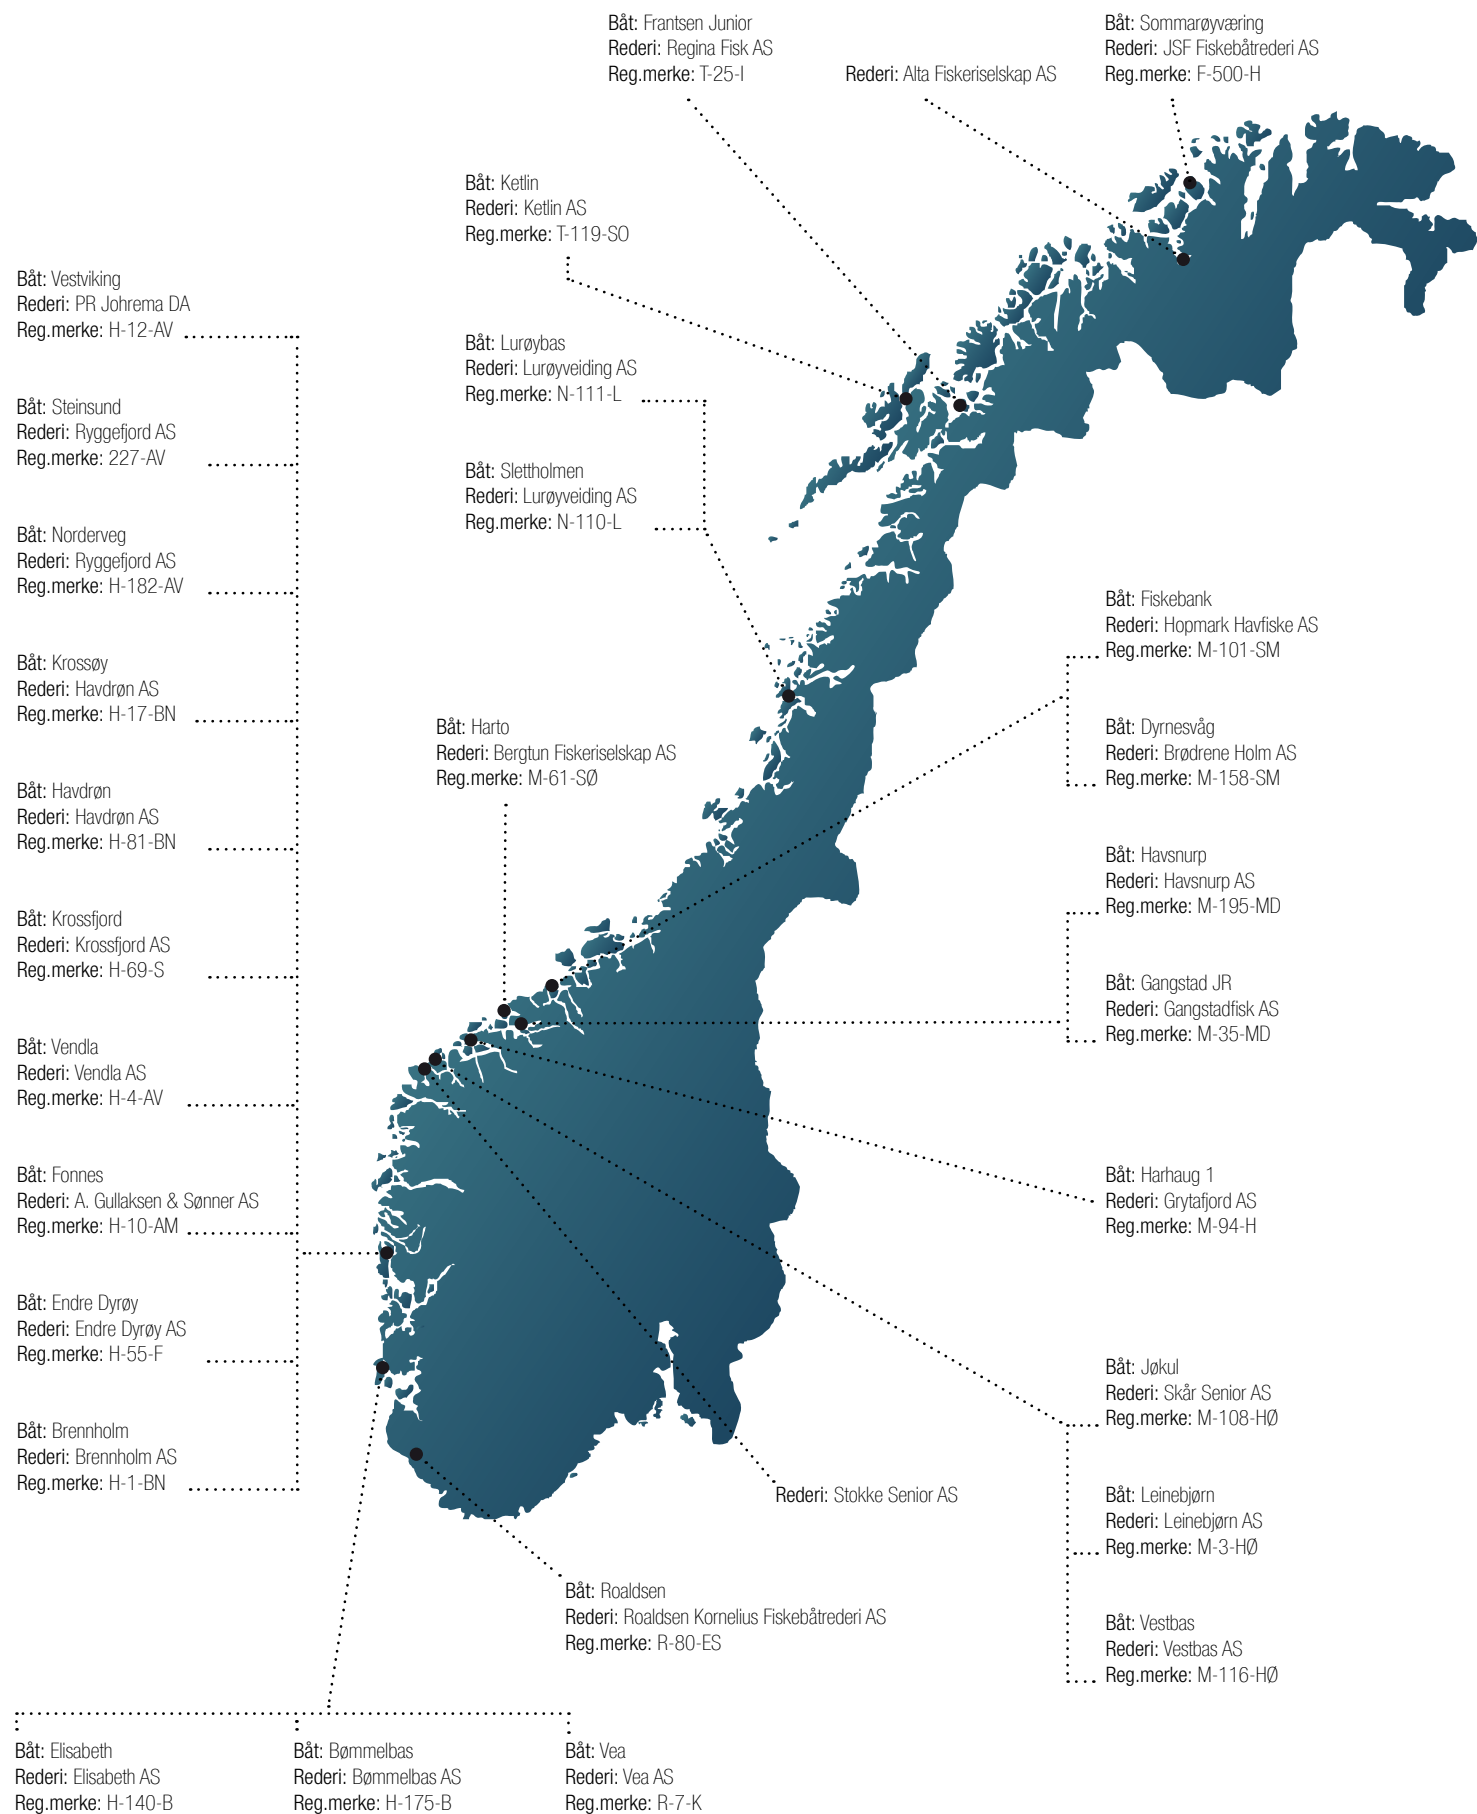 Båt: Frantsen Junior
Rederi: Regina Fisk AS
Reg.merke: T-25-I
Rederi: Alta Fiskeriselskap AS
Båt: Sommarøyværing
Rederi: JSF Fiskebåtrederi AS
Reg.merke: F-500-H
Båt: Ketlin
Rederi: Ketlin AS
Reg.merke: T-119-SO
Båt: Lurøybas
Rederi: Lurøyveiding AS
Reg.merke: N-111-L
Båt: Slettholmen
Rederi: Lurøyveiding AS
Reg.merke: N-110-L
Båt: Harto
Rederi: Bergtun Fiskeriselskap AS
Reg.merke: M-61-SØ
Båt: Vestviking
Rederi: PR Johrema DA
Reg.merke: H-12-AV
Båt: Steinsund
Rederi: Ryggefjord AS
Reg.merke: 227-AV
Båt: Norderveg
Rederi: Ryggefjord AS
Reg.merke: H-182-AV
Båt: Krossøy
Rederi: Havdrøn AS
Reg.merke: H-17-BN
Båt: Havdrøn
Rederi: Havdrøn AS
Reg.merke: H-81-BN
Båt: Krossfjord
Rederi: Krossfjord AS
Reg.merke: H-69-S
Båt: Vendla
Rederi: Vendla AS
Reg.merke: H-4-AV
Båt: Fonnes
Rederi: A. Gullaksen & Sønner AS
Reg.merke: H-10-AM
Båt: Endre Dyrøy
Rederi: Endre Dyrøy AS
Reg.merke: H-55-F
Båt: Brennholm
Rederi: Brennholm AS
Reg.merke: H-1-BN
Båt: Fiskebank
Rederi: Hopmark Havfiske AS
Reg.merke: M-101-SM
Båt: Dyrnesvåg
Rederi: Brødrene Holm AS
Reg.merke: M-158-SM
Båt: Havsnurp
Rederi: Havsnurp AS
Reg.merke: M-195-MD
Båt: Gangstad JR
Rederi: Gangstadfisk AS
Reg.merke: M-35-MD
Båt: Harhaug 1
Rederi: Grytafjord AS
Reg.merke: M-94-H
Båt: Jøkul
Rederi: Skår Senior AS
Reg.merke: M-108-HØ
Båt: Leinebjørn
Rederi: Leinebjørn AS
Reg.merke: M-3-HØ
Båt: Vestbas
Rederi: Vestbas AS
Reg.merke: M-116-HØ
Rederi: Stokke Senior AS
Båt: Roaldsen
Rederi: Roaldsen Kornelius Fiskebåtrederi AS
Reg.merke: R-80-ES
Båt: Elisabeth
Rederi: Elisabeth AS
Reg.merke: H-140-B
Båt: Bømmelbas
Rederi: Bømmelbas AS
Reg.merke: H-175-B
Båt: Vea
Rederi: Vea AS
Reg.merke: R-7-K